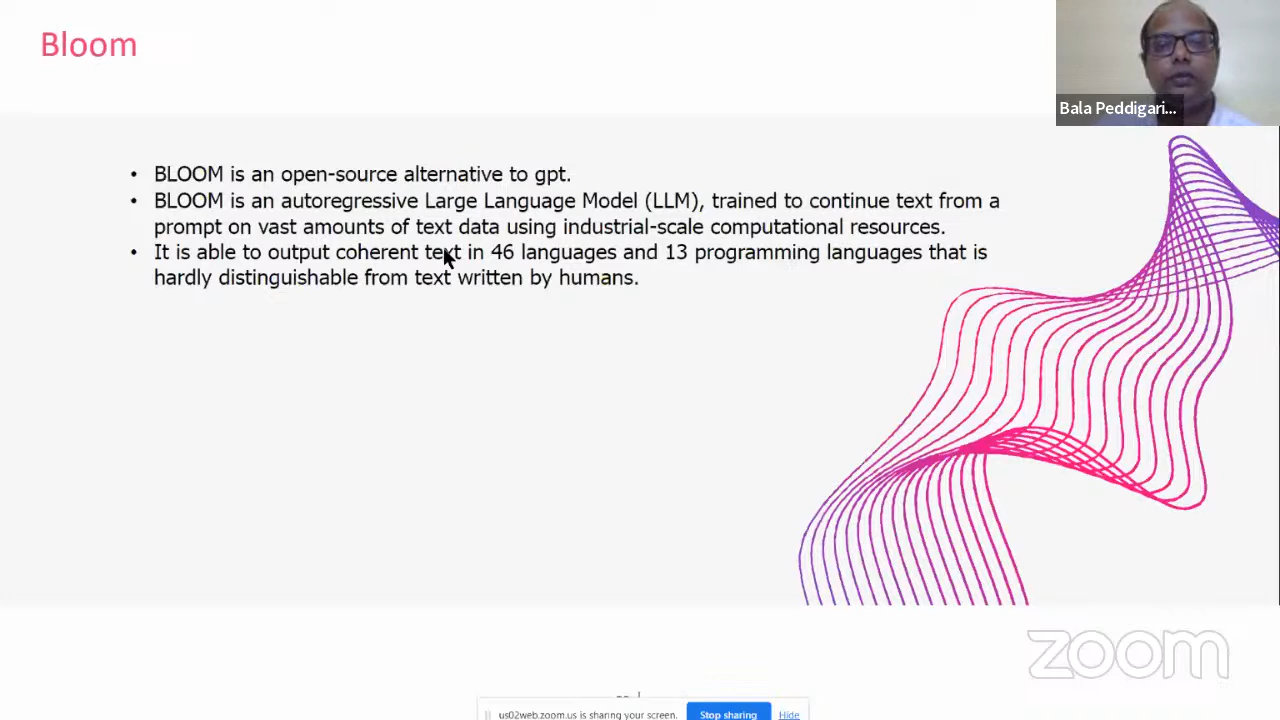 Bloom
Bala Peddigari...
• BLOOM is an open-source alternative to gpt.
• BLOOM is an autoregressive Large Language Model (LLM), trained to continue text from a
prompt on vast amounts of text data using industrial-scale computational resources.
• It is able to output coherent text in 46 languages and 13 programming languages that is
hardly distinguishable from text written by humans.
zoom
us02web.zoom.us is sharing your screen. Stop sharing Hide